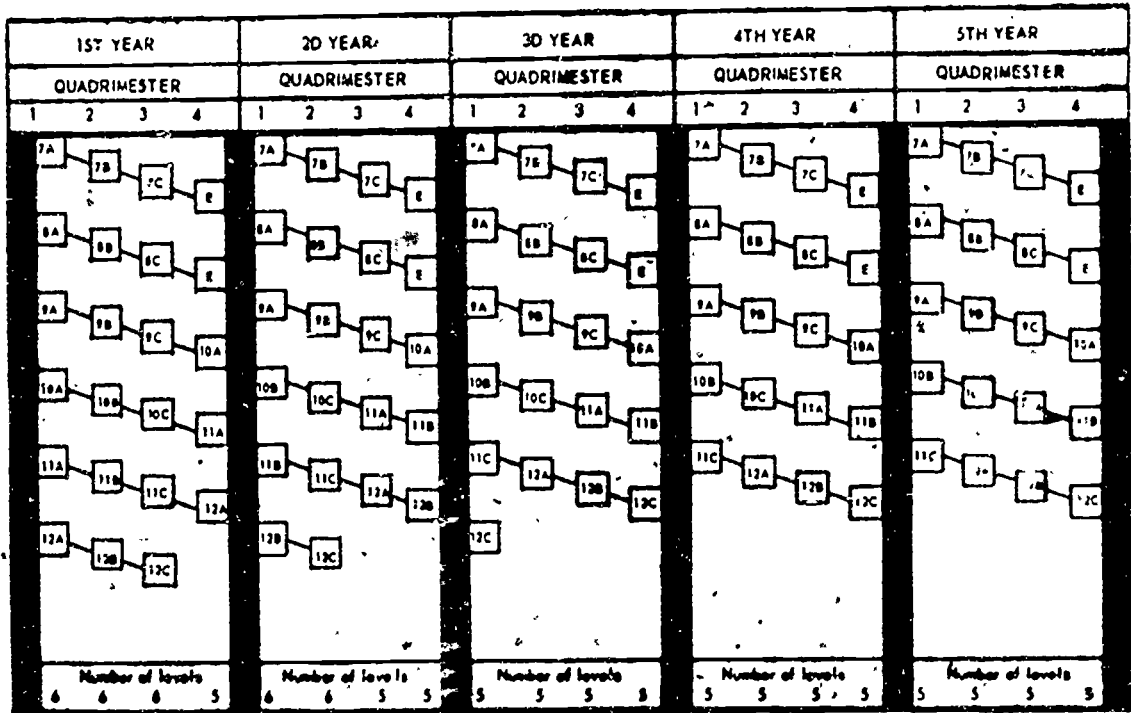 1ST YEAR 2D YEAR 3D YEAR 4TH YEAR 5TH YEAR
QUADRIMESTER QUADRIMESTER QUADRIMESTER QUADRIMESTER QUADRIMESTER
1 2 3 4 1 2 3 4 1 2 3 4 1 2 3 4 1 2 3 4
7A 7B 7C E 7A 7B 7C E 7B 7C E 7A 7B 7C E 7A 7B E
8A 8B 8C E 8A 8B 8C E 8A 8B 8C E 8A 8B 8C E 8A 8B 8C E
9A 9B 9C 10A 9A 9B 9C 10A 9A 9B 9C 10A 9A 9B 9C 10A 9A 9B 9C 10A
10A 10B 10C 11A 10B 10C 11A 11B 10B 10C 11A 11B 10B 10C 11A 11B 10B 11B
11A 11B 11C 12A 11B 11C 12A 12B 11C 12A 12B 12C 11C 12A 12B 12C 11C 12C
12A 12B 12C 12B 12C 12C
Number of levels Number of levels Number of levels Number of levels Number of levels
6 6 6 5 6 6 5 5 5 5 5 5 5 5 5 5 5 5 5